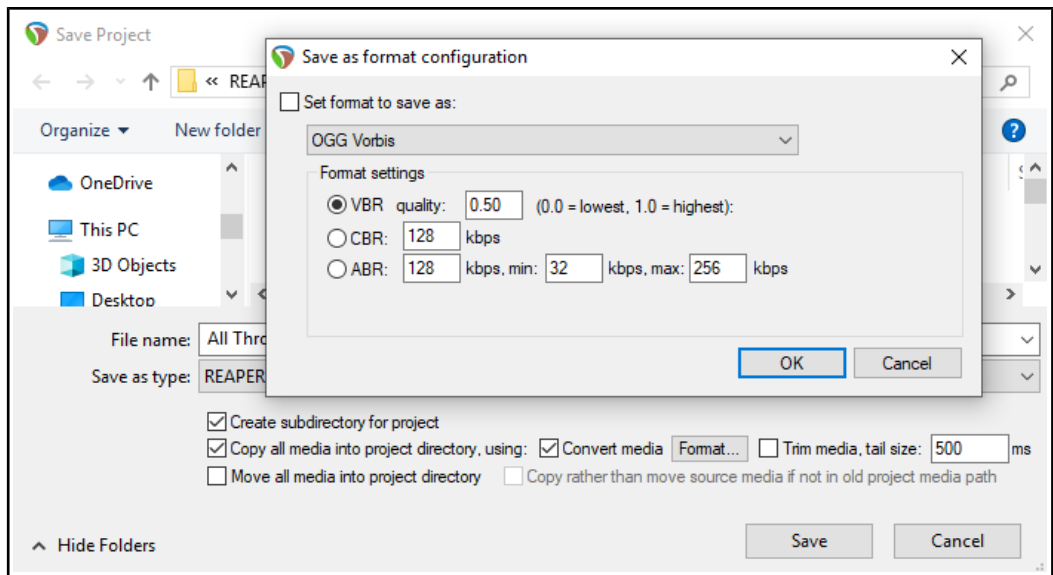 Save Project
Save as format configuration
« REAP
Set format to save as:
Organize
New folder
OGG Vorbis
Format settings
OneDrive
VBR quality: 0.50 (0.0 = lowest, 1.0 = highest):
This PC
CBR: 128 kbps
3D Objects
ABR: 128 kbps, min: 32 kbps, max: 256 kbps
Desktop
OK Cancel
File name: All Thro
Save as type: REAPER
Create subdirectory for project
Copy all media into project directory, using: Convert media Format... Trim media, tail size: 500 ms
Move all media into project directory Copy rather than move source media if not in old project media path
Hide Folders Save Cancel